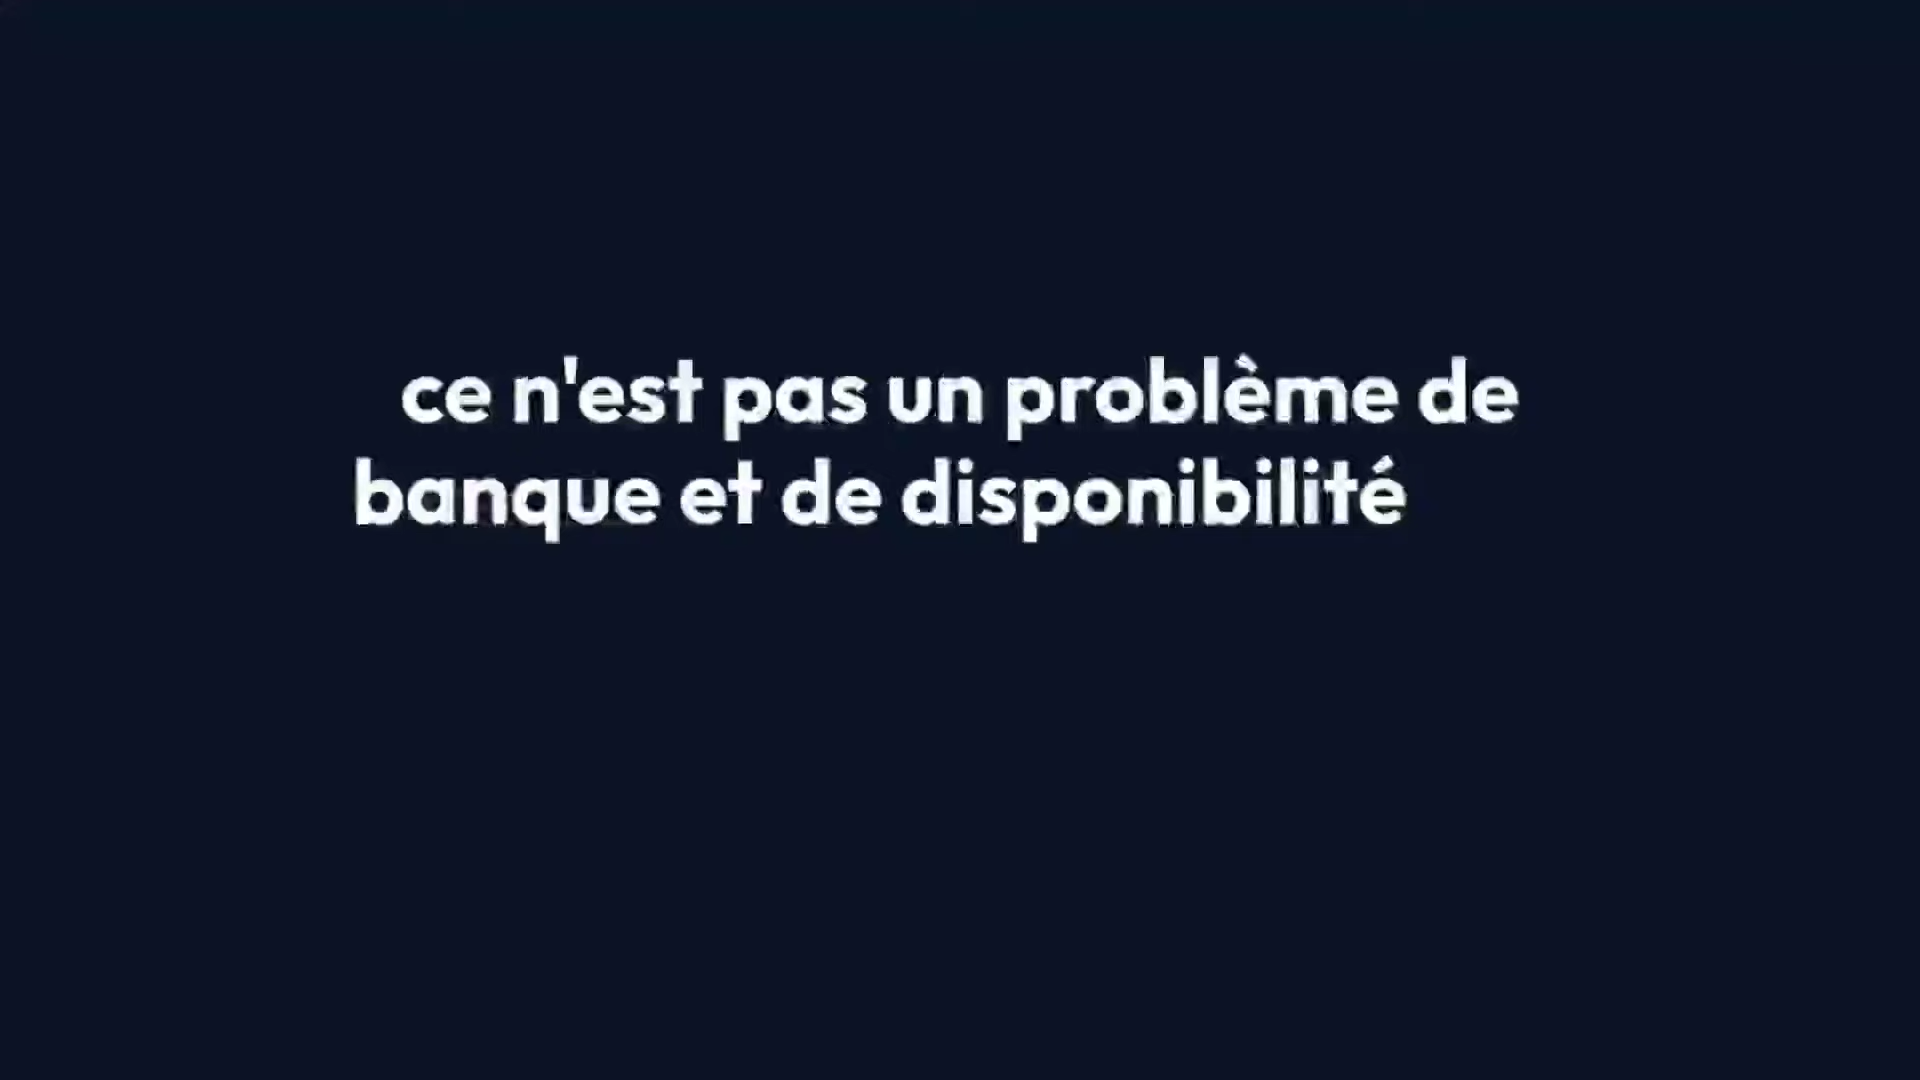 ce n'est pas un problème de
banque et de disponibilité